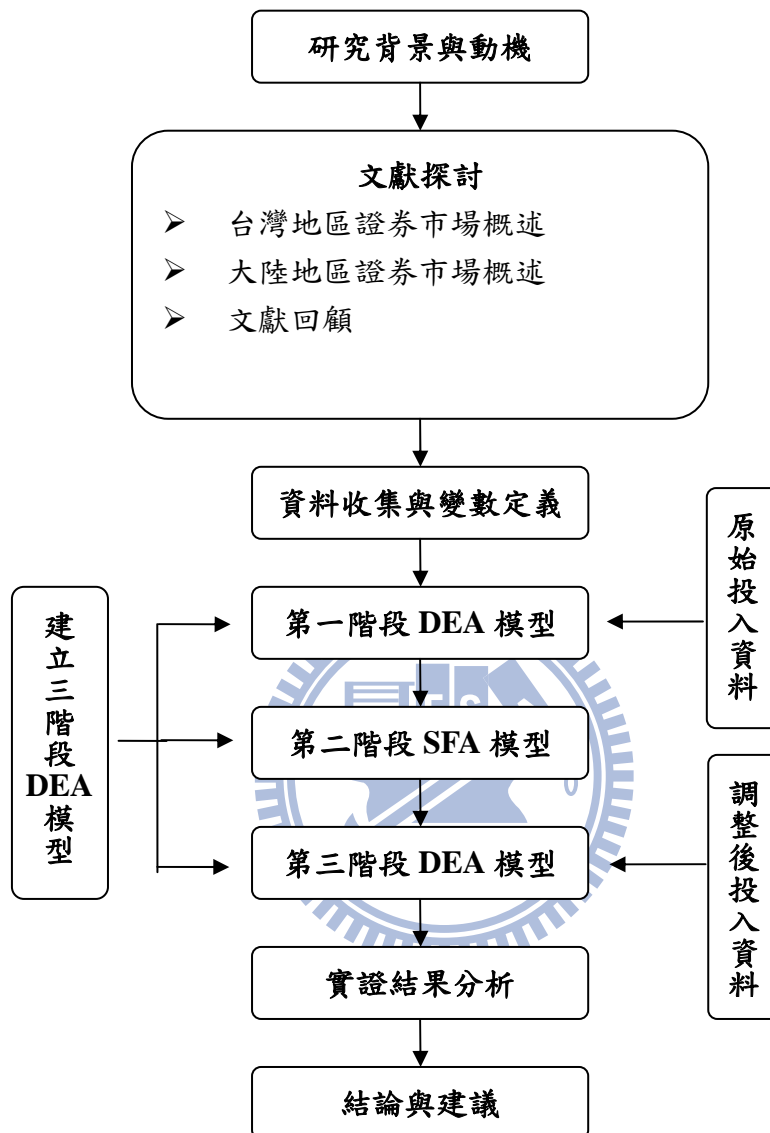 研究背景與動機
文獻探討
➢ 台灣地區證券市場概述
➢ 大陸地區證券市場概述
➢ 文獻回顧
資料收集與變數定義
建立三階段DEA模型
第一階段 DEA 模型
原始投入資料
第二階段 SFA 模型
第三階段 DEA 模型
調整後投入資料
實證結果分析
結論與建議